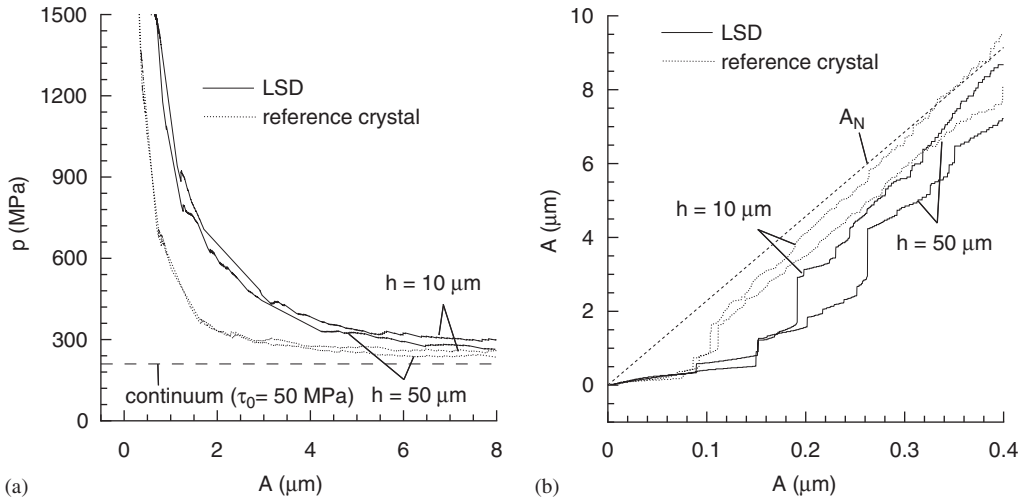 1500
1200
900
600
300
0
p (MPa)
LSD
reference crystal
h = 10 μm
continuum (τ0= 50 MPa)
h = 50 μm
0
2
4
6
8
(a)
A (μm)
10
8
6
4
2
0
A (μm)
LSD
reference crystal
AN
h = 10 μm
h = 50 μm
0
0.1
0.2
0.3
0.4
(b)
A (μm)